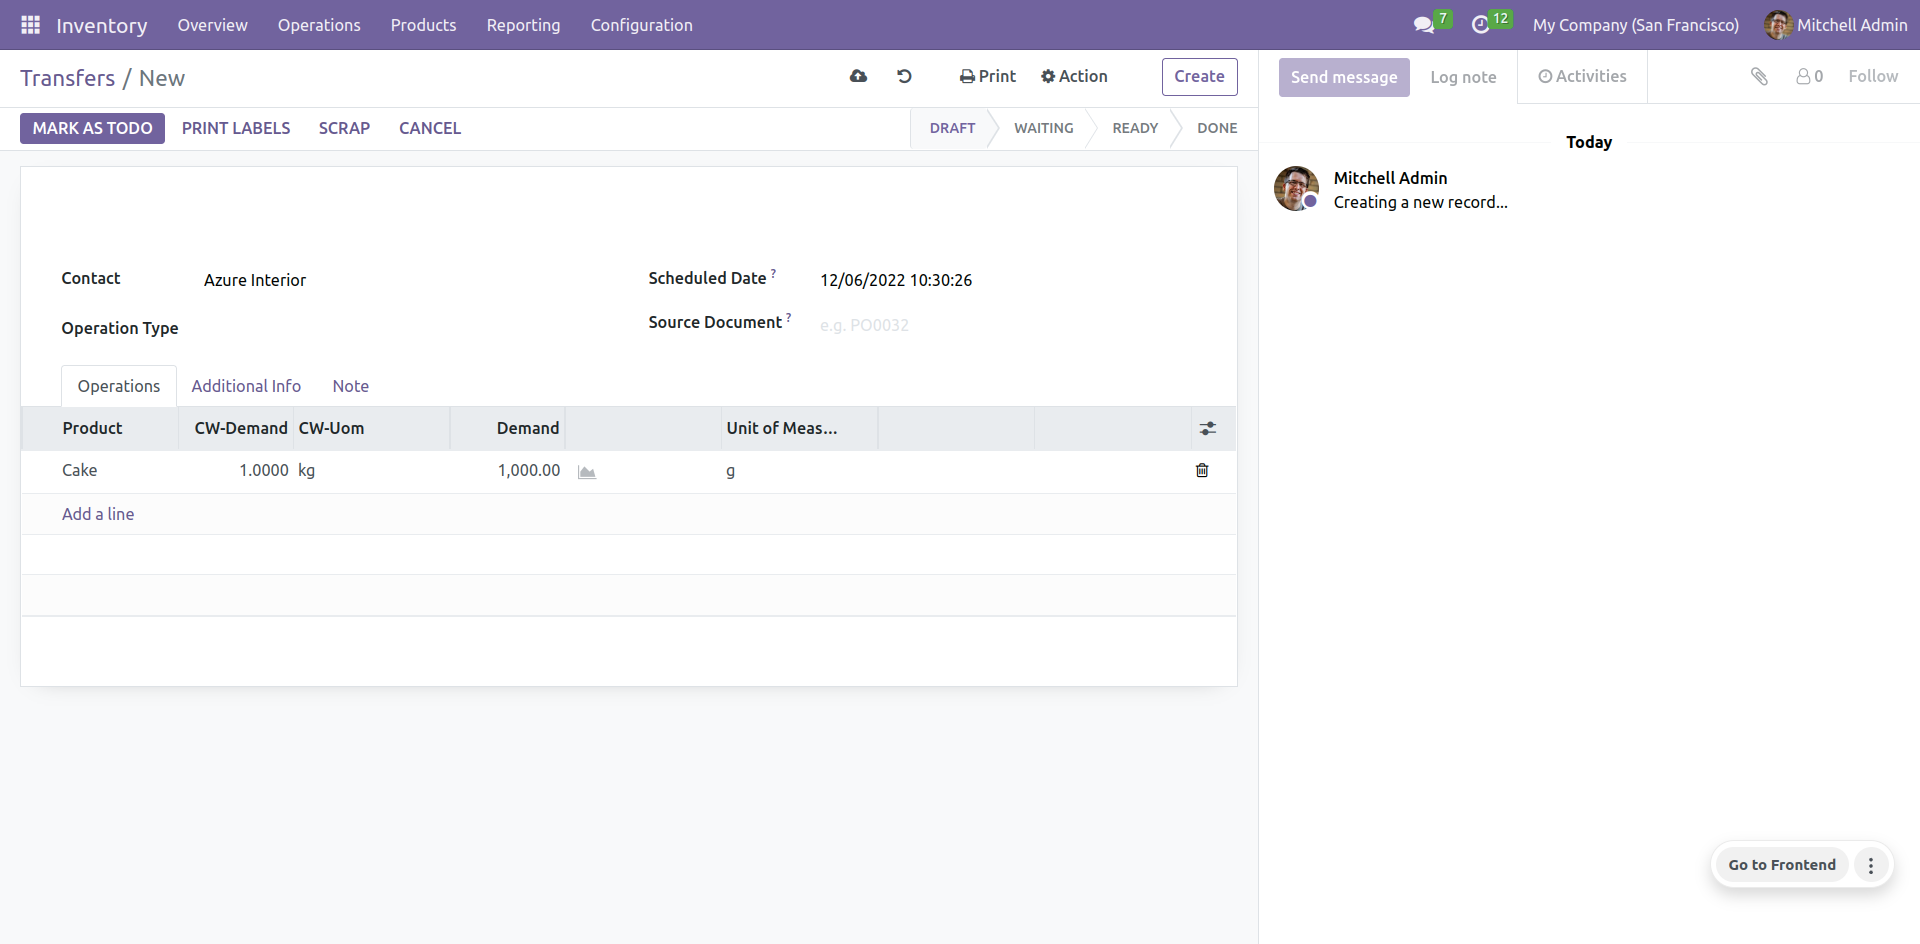 Inventory Overview Operations Products Reporting Configuration 7 12 My Company (San Francisco) Mitchell Admin
Transfers / New Print Action Create Send message Log note Activities 0 Follow
MARK AS TODO PRINT LABELS SCRAP CANCEL DRAFT WAITING READY DONE
Today
Mitchell Admin
Creating a new record...
Contact Azure Interior Scheduled Date ? 12/06/2022 10:30:26
Operation Type Source Document ? e.g. PO0032
Operations Additional Info Note
Product CW-Demand CW-Uom Demand Unit of Meas...
Cake 1.0000 kg 1,000.00 g
Add a line
Go to Frontend